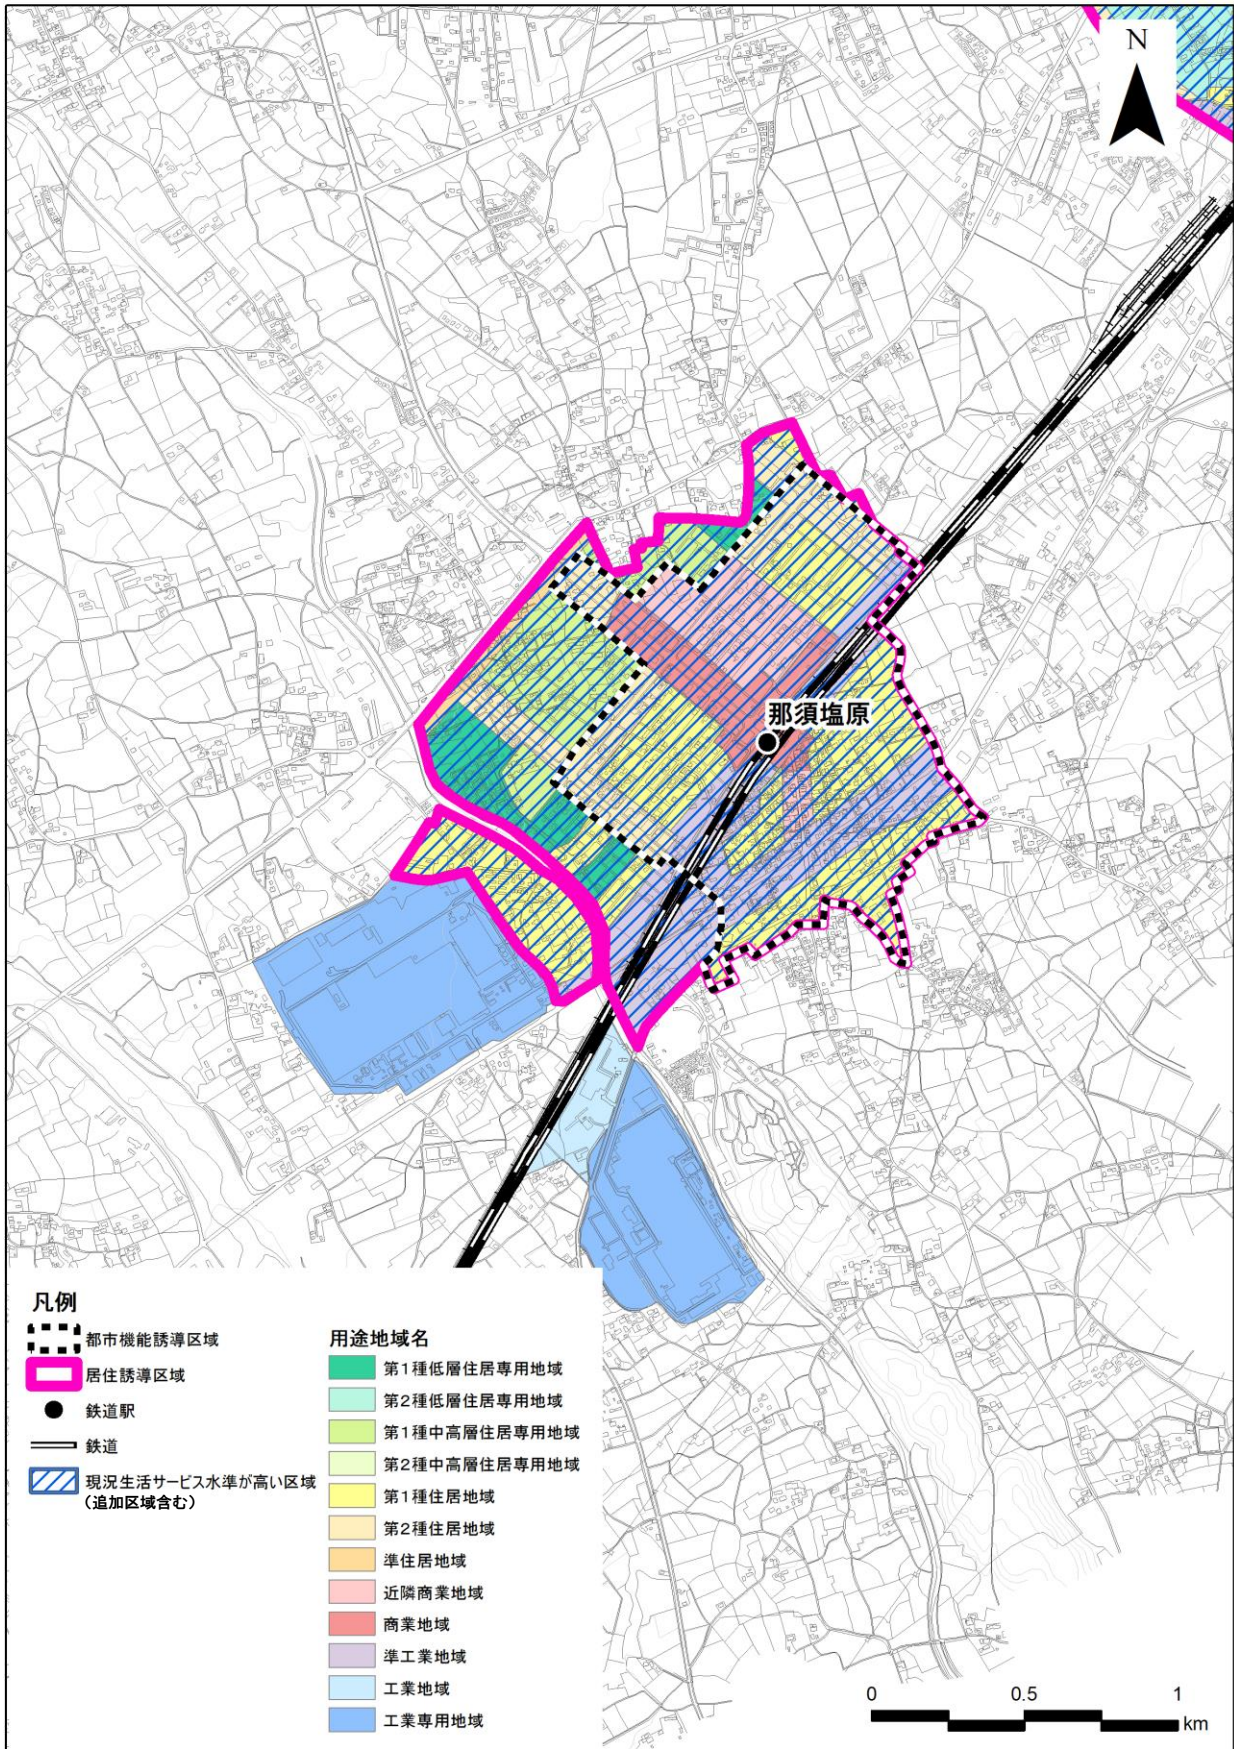 N
那須塩原
凡例
都市機能誘導区域
居住誘導区域
鉄道駅
鉄道
現況生活サービス水準が高い区域
(追加区域含む)
用途地域名
第1種低層住居専用地域
第2種低層住居専用地域
第1種中高層住居専用地域
第2種中高層住居専用地域
第1種住居地域
第2種住居地域
準住居地域
近隣商業地域
商業地域
準工業地域
工業地域
工業専用地域
0 0.5 1
km